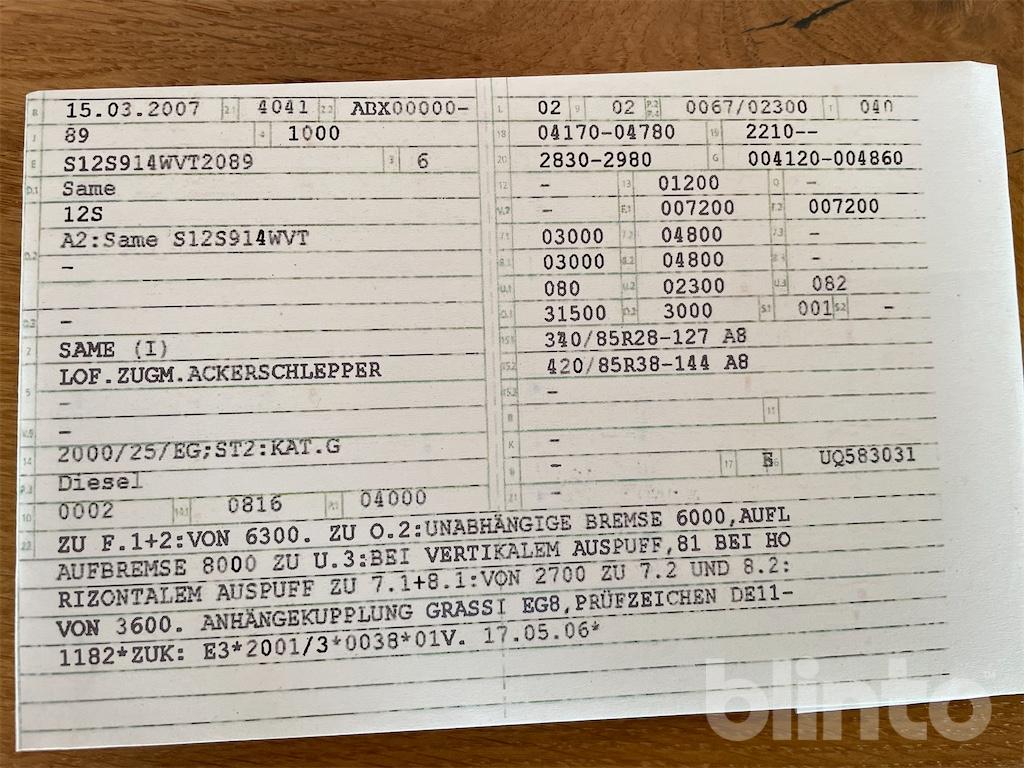 B 15.03.2007 2.1 4041 2.2 ABX00000-
J 89 4 1000
E S12S914WVT2089 3 6
D.1 Same
12S
D.2 A2:Same S12S914WVT
-
-
2 SAME (I)
LOF.ZUGM.ACKERSCHLEPPER
5 -
V.9 -
14 2000/25/EG;ST2:KAT.G
P.3 Diesel
10 0002 14.1 0816 P.1 04000
L 02 9 02 P.2 P.4 0067/02300 T 040
18 04170-04780 19 2210--
20 2830-2980 G 004120-004860
12 - 13 01200 Q -
V.7 - F.1 007200 F.2 007200
7.1 03000 7.2 04800 7.3 -
8.1 03000 8.2 04800 8.3 -
U.1 080 U.2 02300 U.3 082
O.1 31500 O.2 3000 S.1 001 S.2 -
15.1 340/85R28-127 A8
15.2 420/85R38-144 A8
15.3 -
R 11
K -
6 - 17 E 16 UQ583031
21 -
22 ZU F.1+2:VON 6300. ZU O.2:UNABHÄNGIGE BREMSE 6000,AUFL
AUFBREMSE 8000 ZU U.3:BEI VERTIKALEM AUSPUFF,81 BEI HO
RIZONTALEM AUSPUFF ZU 7.1+8.1:VON 2700 ZU 7.2 UND 8.2:
VON 3600. ANHÄNGEKUPPLUNG GRASSI EG8,PRÜFZEICHEN DE11-
1182*ZUK: E3*2001/3*0038*01V. 17.05.06*
blinto